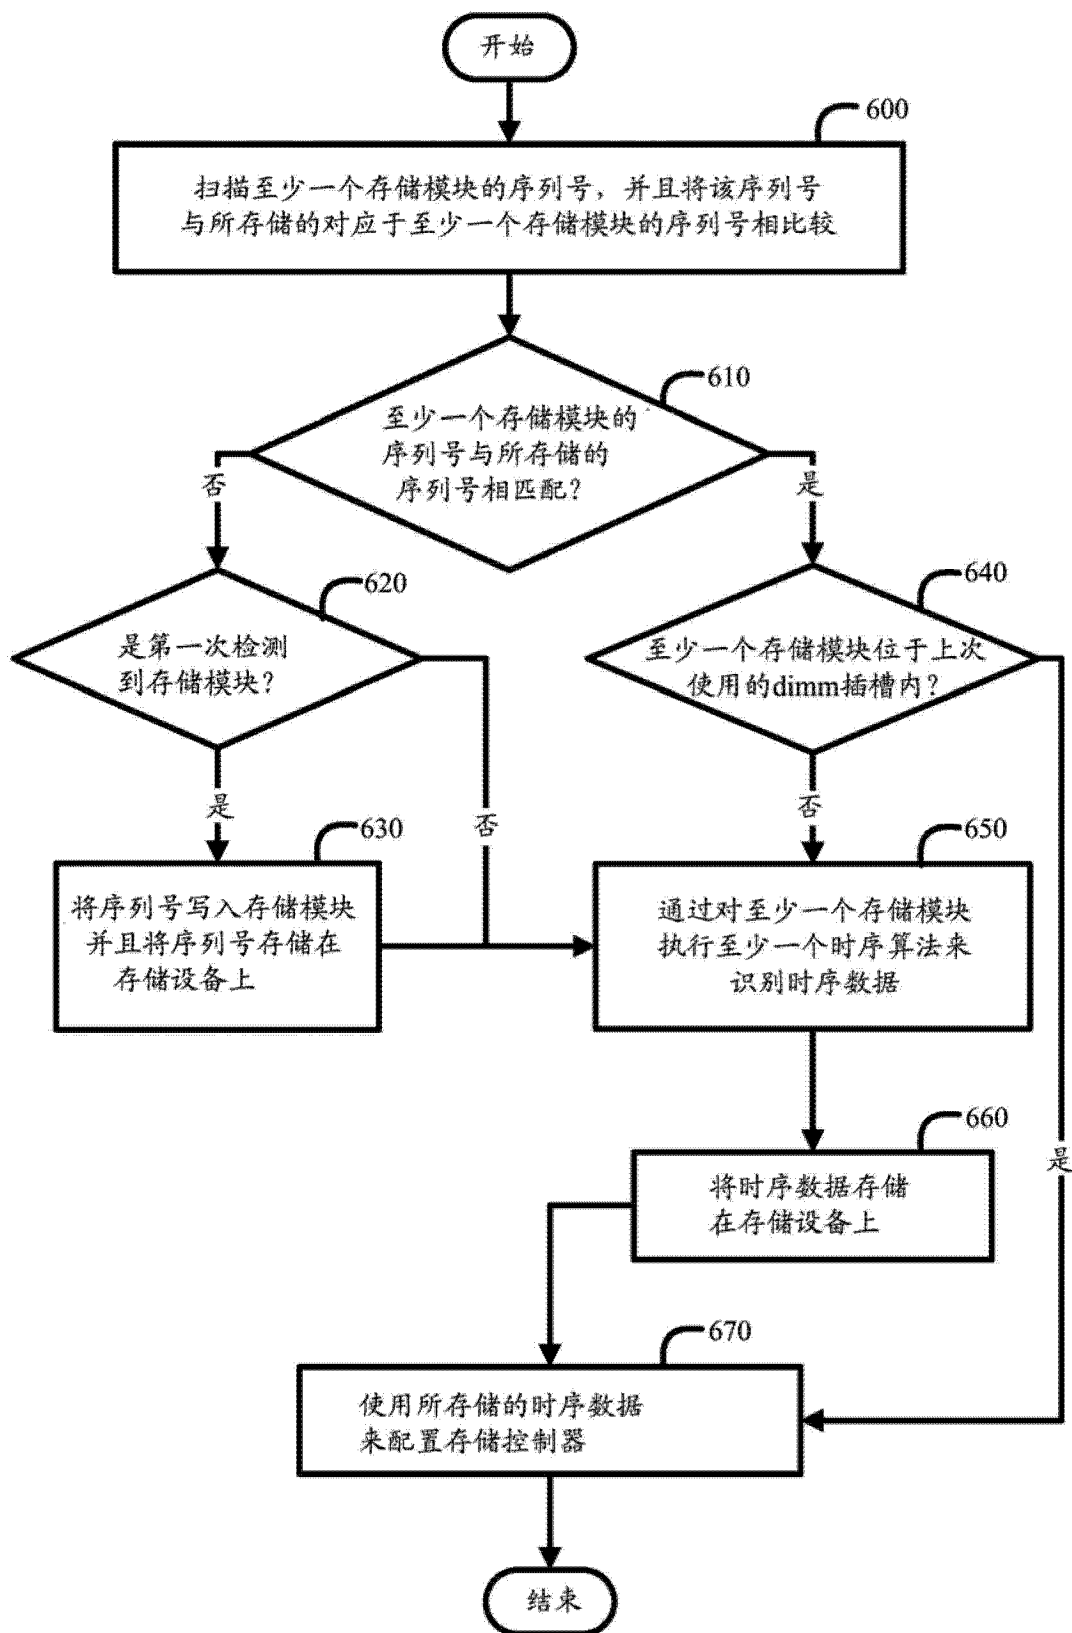 开始
600
扫描至少一个存储模块的序列号，并且将该序列号
与所存储的对应于至少一个存储模块的序列号相比较
610
至少一个存储模块的
序列号与所存储的
序列号相匹配？
否
是
620
是第一次检测
到存储模块？
640
至少一个存储模块位于上次
使用的dimm插槽内？
是
否
否
630
将序列号写入存储模块
并且将序列号存储在
存储设备上
650
通过对至少一个存储模块
执行至少一个时序算法来
识别时序数据
660
将时序数据存储
在存储设备上
是
670
使用所存储的时序数据
来配置存储控制器
结束